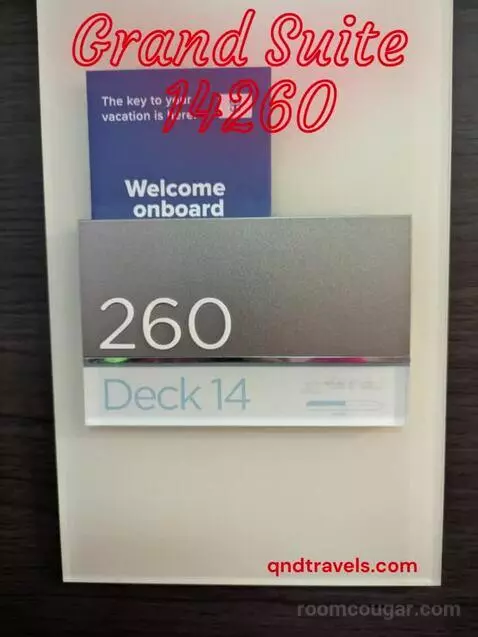 Grand Suite
14260
The key to your
vacation is here.
Welcome
onboard
260
Deck 14
qndtravels.com
roomcougar.com